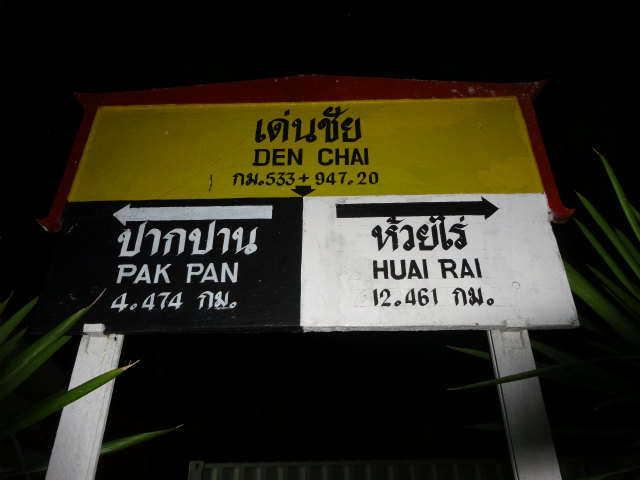 เด่นชัย
DEN CHAI
กม.533+947.20
ปากปาน
PAK PAN
4.474 กม.
ห้วยไร่
HUAI RAI
12.461 กม.